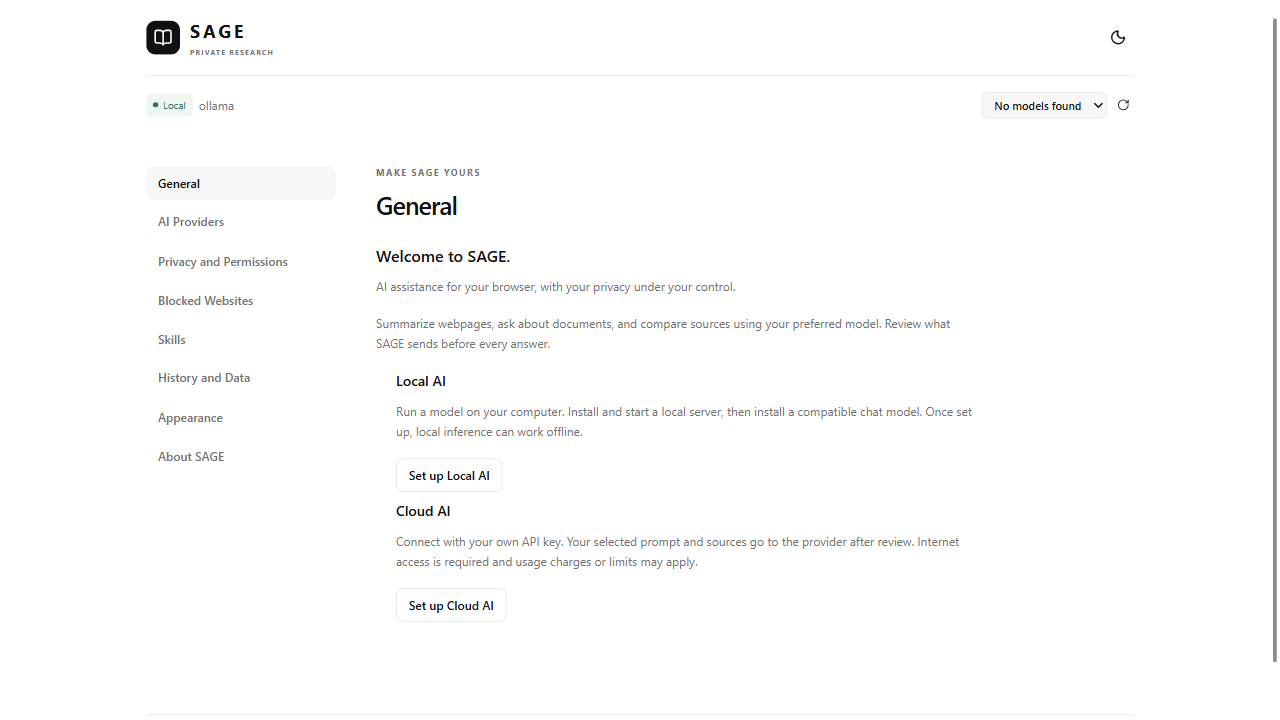 SAGE
PRIVATE RESEARCH
Local
ollama
No models found
General
AI Providers
Privacy and Permissions
Blocked Websites
Skills
History and Data
Appearance
About SAGE
MAKE SAGE YOURS
General
Welcome to SAGE.
AI assistance for your browser, with your privacy under your control.
Summarize webpages, ask about documents, and compare sources using your preferred model. Review what
SAGE sends before every answer.
Local AI
Run a model on your computer. Install and start a local server, then install a compatible chat model. Once set
up, local inference can work offline.
Set up Local AI
Cloud AI
Connect with your own API key. Your selected prompt and sources go to the provider after review. Internet
access is required and usage charges or limits may apply.
Set up Cloud AI